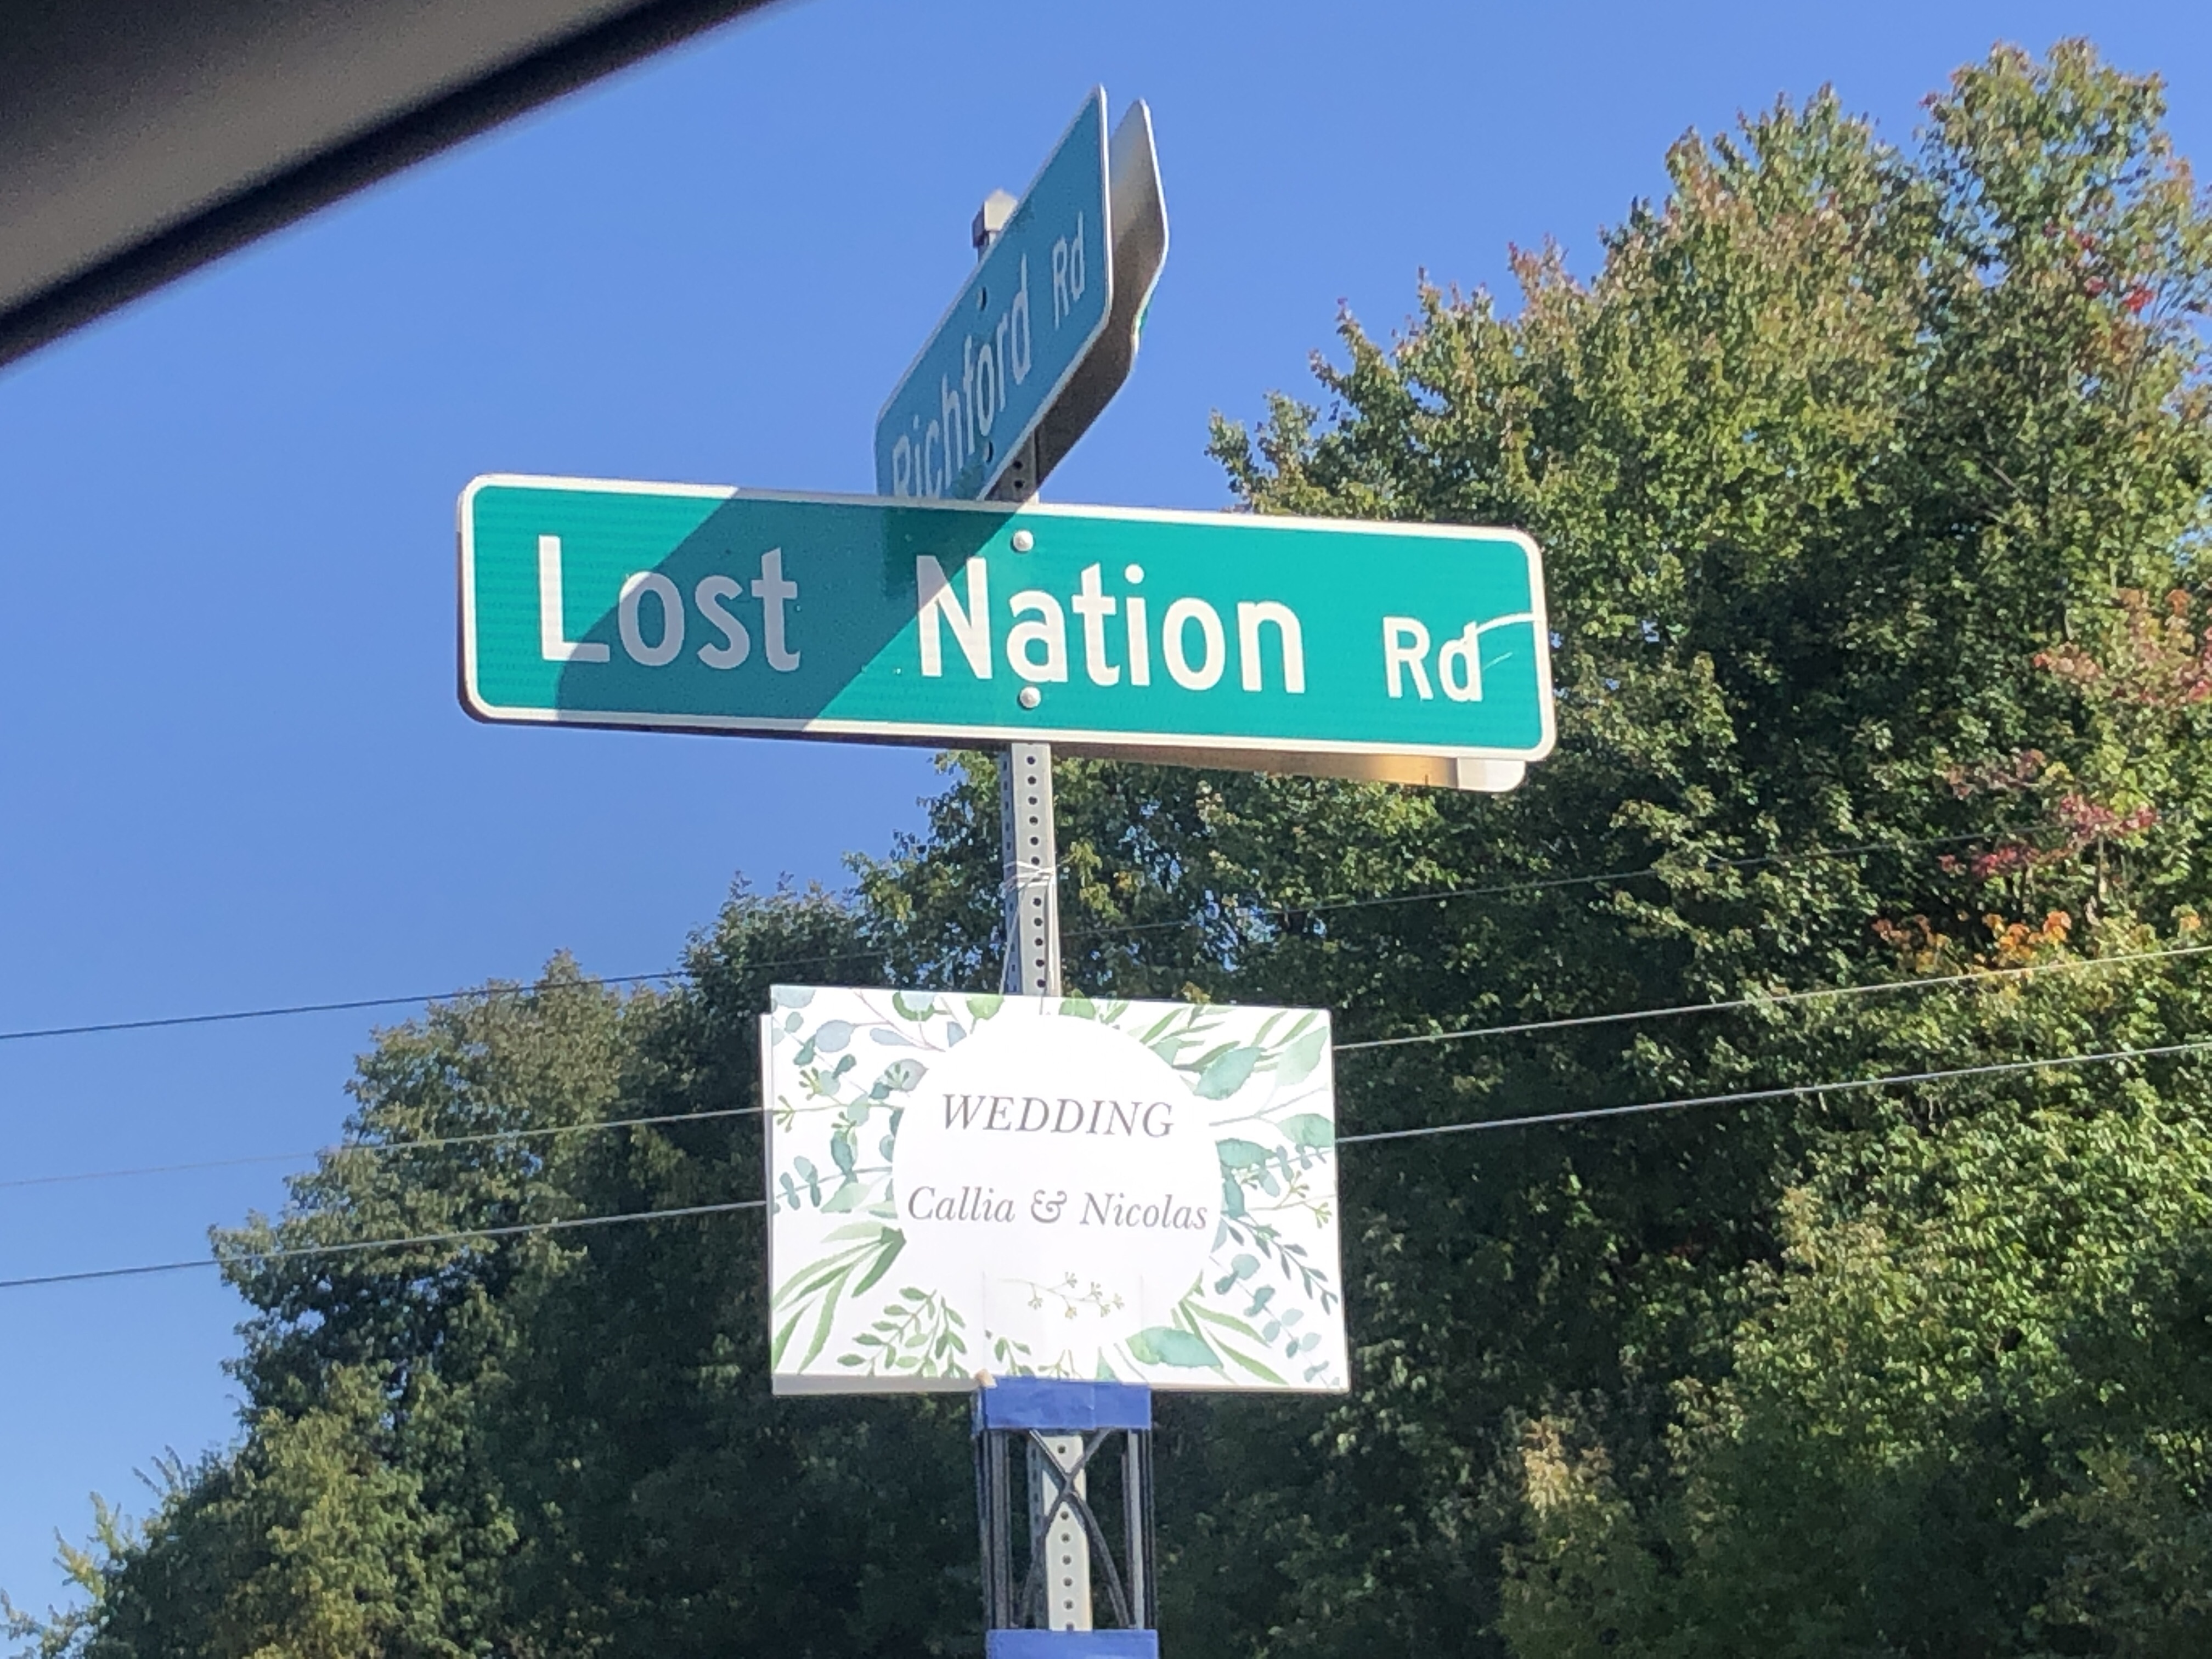 Richford Rd
Lost Nation Rd
WEDDING
Callia & Nicolas